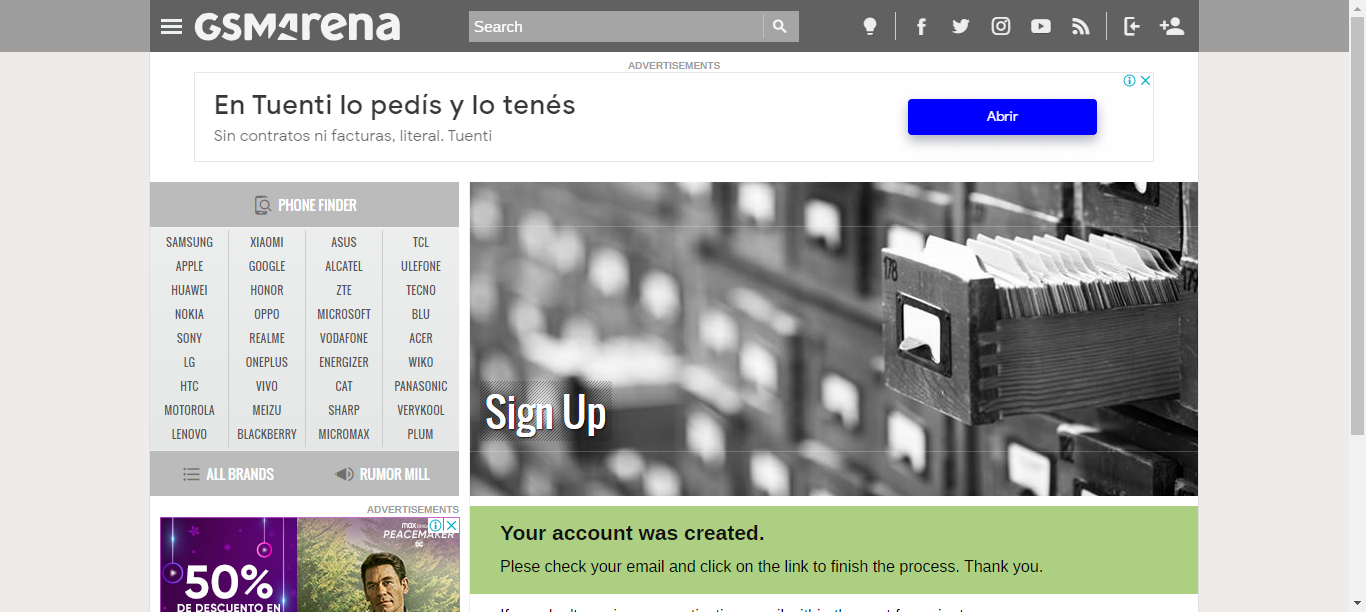 GSMArena
Search
ADVERTISEMENTS
En Tuenti lo pedís y lo tenés
Sin contratos ni facturas, literal. Tuenti
Abrir
PHONE FINDER
SAMSUNG XIAOMI ASUS TCL
APPLE GOOGLE ALCATEL ULEFONE
HUAWEI HONOR ZTE TECNO
NOKIA OPPO MICROSOFT BLU
SONY REALME VODAFONE ACER
LG ONEPLUS ENERGIZER WIKO
HTC VIVO CAT PANASONIC
MOTOROLA MEIZU SHARP VERYKOOL
LENOVO BLACKBERRY MICROMAX PLUM
ALL BRANDS RUMOR MILL
178
Sign Up
ADVERTISEMENTS
max
PEACEMAKER
DC
50%
DE DESCUENTO EN
Your account was created.
Plese check your email and click on the link to finish the process. Thank you.